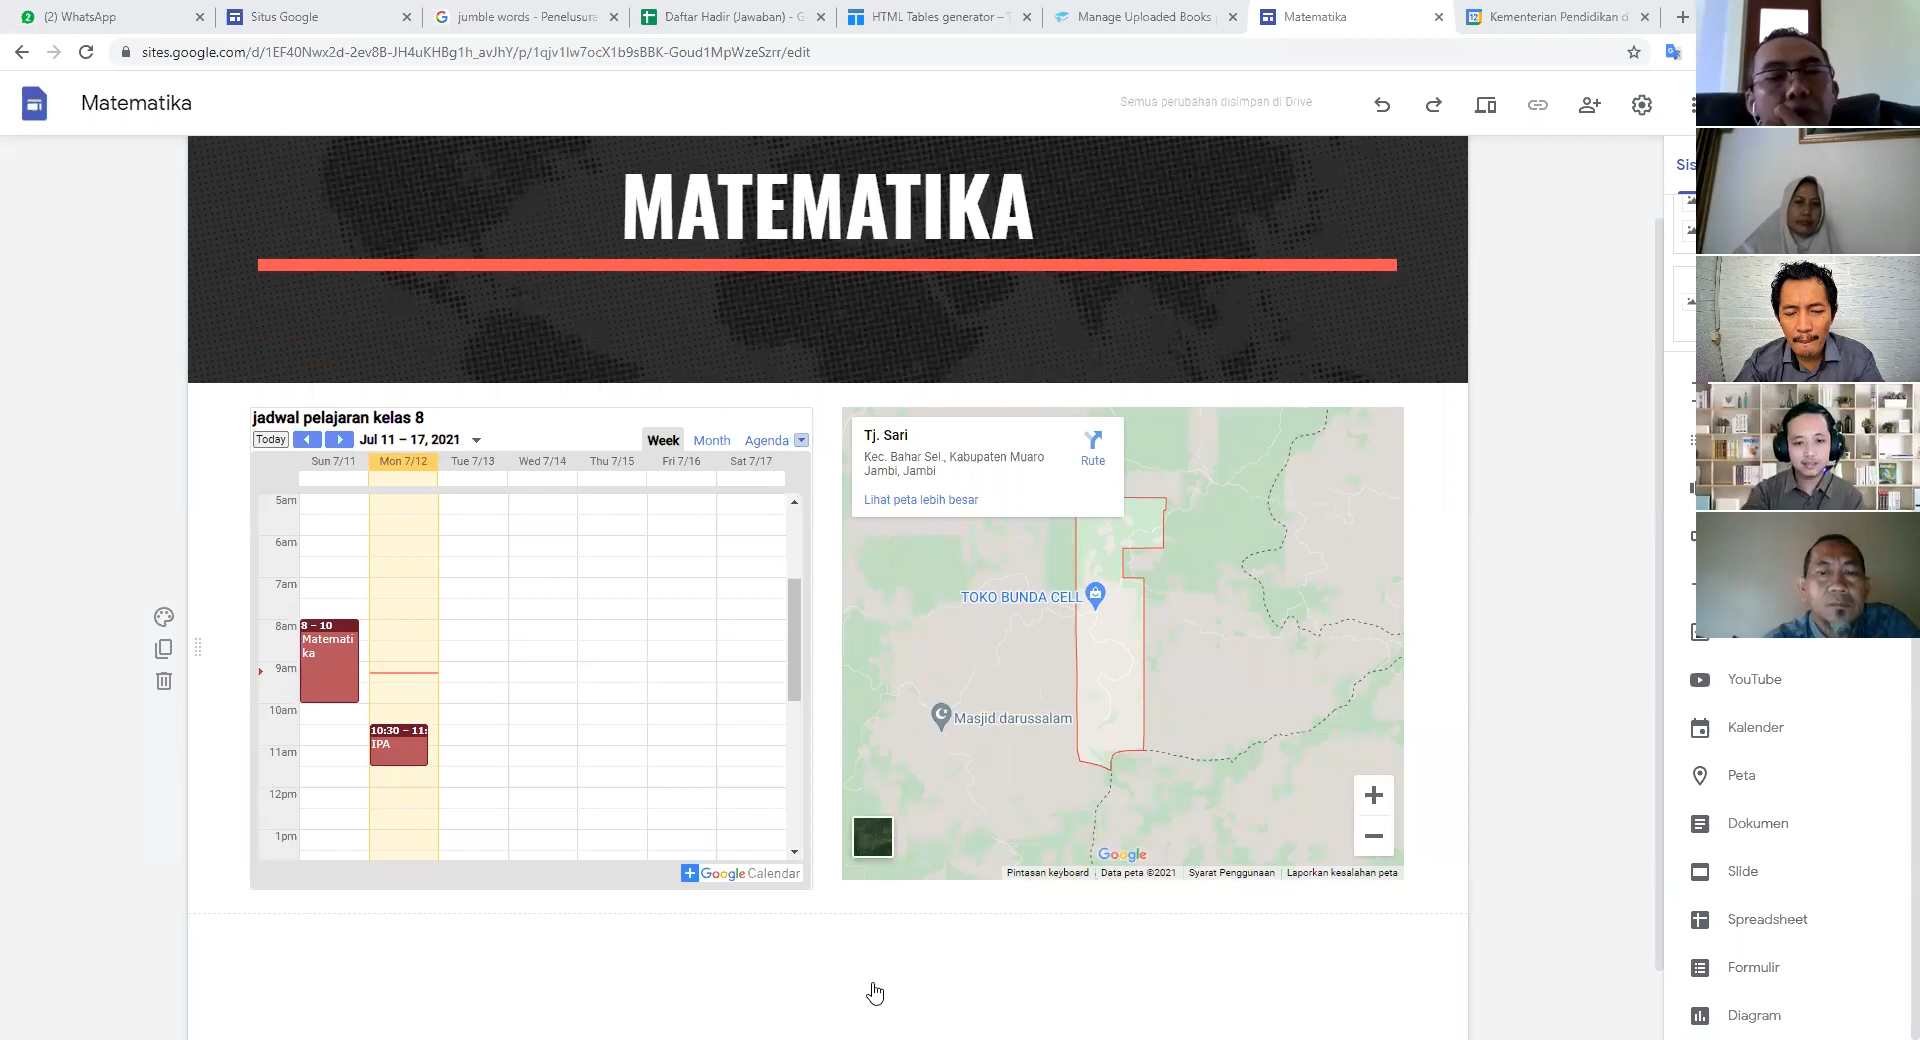 (2) WhatsApp
Situs Google
jumble words - Penelusura
Daftar Hadir (Jawaban) - G
HTML Tables generator – T
Manage Uploaded Books
Matematika
Kementerian Pendidikan d
sites.google.com/d/1EF40Nwx2d-2ev8B-JH4uKHBg1h_avJhY/p/1qjv1lw7ocX1b9sBBK-Goud1MpWzeSzrr/edit
Matematika
Semua perubahan disimpan di Drive
Sis
MATEMATIKA
jadwal pelajaran kelas 8
Today
Jul 11 – 17, 2021
Week
Month
Agenda
Sun 7/11
Mon 7/12
Tue 7/13
Wed 7/14
Thu 7/15
Fri 7/16
Sat 7/17
5am
6am
7am
8am
9am
10am
11am
12pm
1pm
8 – 10
Matemati
ka
10:30 – 11:
IPA
Google Calendar
Tj. Sari
Kec. Bahar Sel., Kabupaten Muaro
Jambi, Jambi
Lihat peta lebih besar
Rute
TOKO BUNDA CELL
Masjid darussalam
Google
Pintasan keyboard
Data peta ©2021
Syarat Penggunaan
Laporkan kesalahan peta
YouTube
Kalender
Peta
Dokumen
Slide
Spreadsheet
Formulir
Diagram